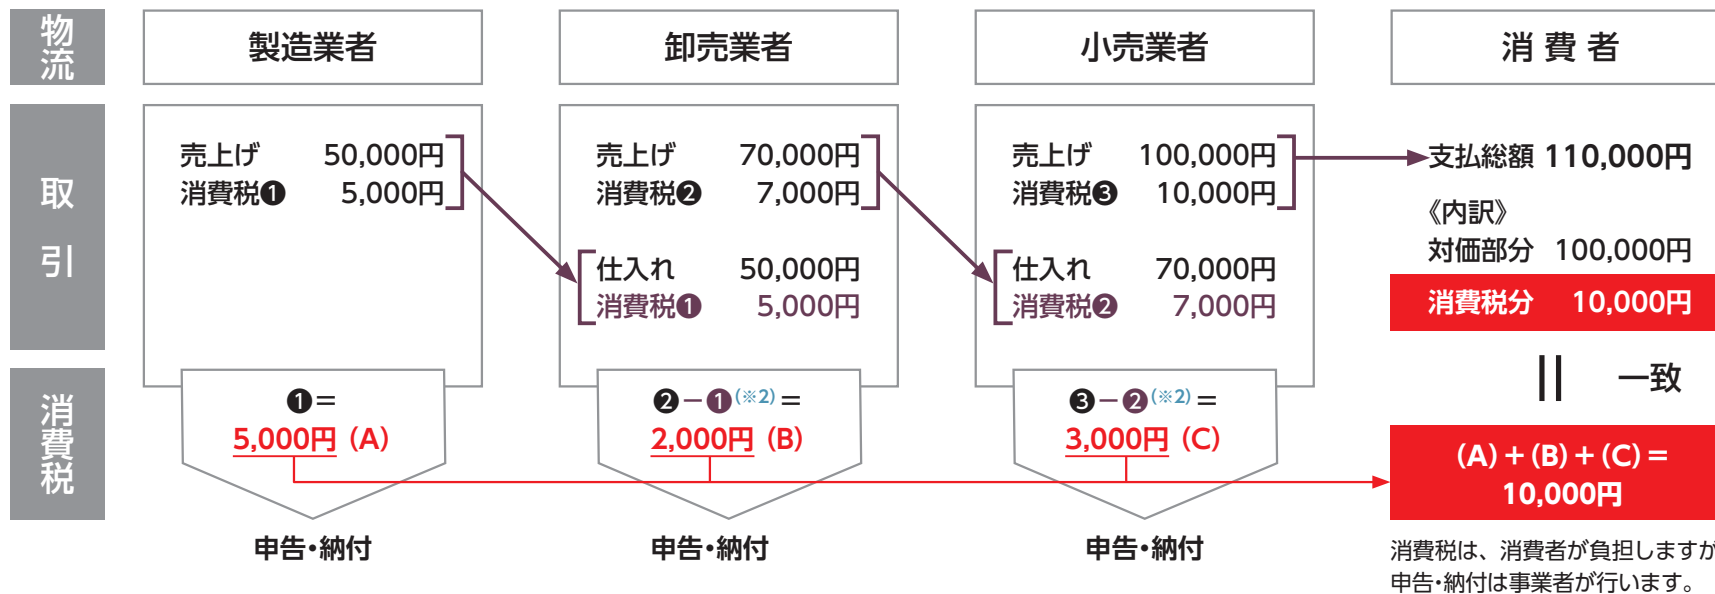 物流
製造業者
卸売業者
小売業者
消費者
取引
売上げ 50,000円
消費税❶ 5,000円
売上げ 70,000円
消費税❷ 7,000円
仕入れ 50,000円
消費税❶ 5,000円
売上げ 100,000円
消費税❸ 10,000円
仕入れ 70,000円
消費税❷ 7,000円
支払総額 110,000円
《内訳》
対価部分 100,000円
消費税分 10,000円
一致
消費税
❶=
5,000円 (A)
申告・納付
❷−❶(※2)=
2,000円 (B)
申告・納付
❸−❷(※2)=
3,000円 (C)
申告・納付
(A)+(B)+(C)=
10,000円
消費税は、消費者が負担しますが
申告・納付は事業者が行います。